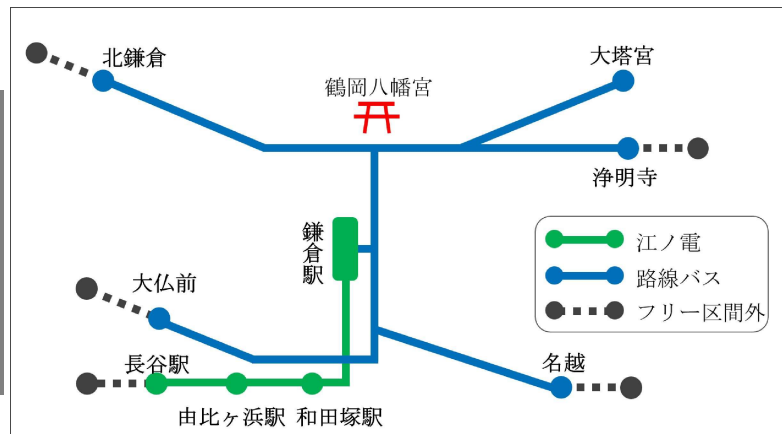 北鎌倉
大塔宮
鶴岡八幡宮
浄明寺
鎌倉駅
江ノ電
路線バス
フリー区間外
大仏前
長谷駅
名越
由比ヶ浜駅 和田塚駅